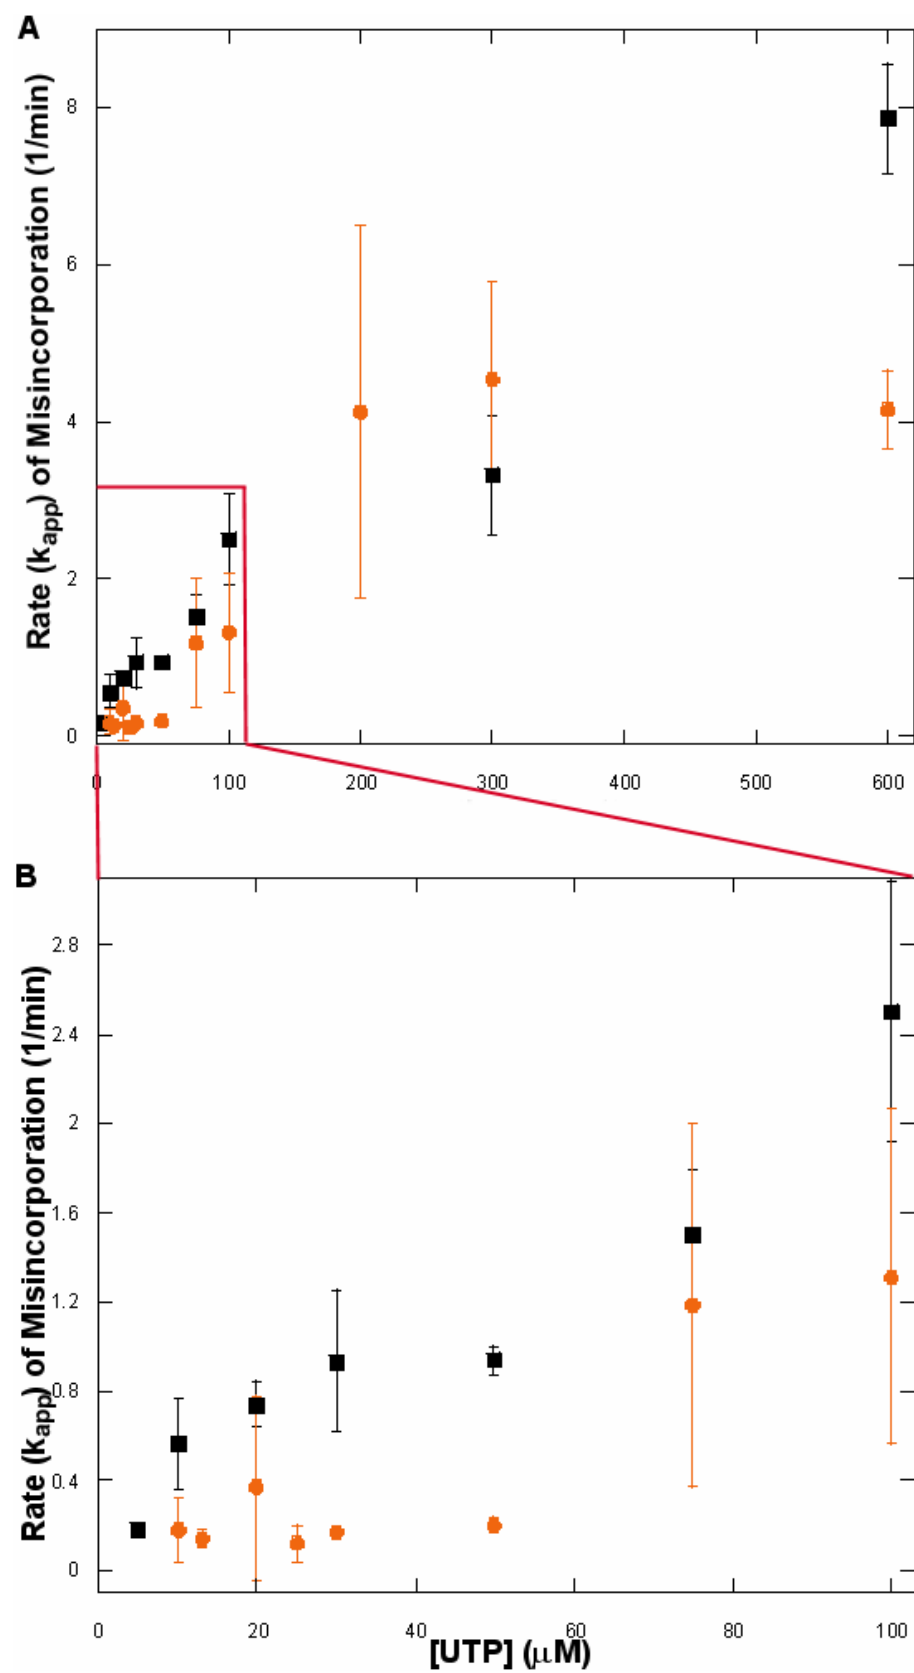 A
Rate (kapp) of Misincorporation (1/min)
8
6
4
2
0
0 100 200 300 400 500 600
B
Rate (kapp) of Misincorporation (1/min)
2.8
2.4
2
1.6
1.2
0.8
0.4
0
0 20 40 60 80 100
[UTP] (μM)